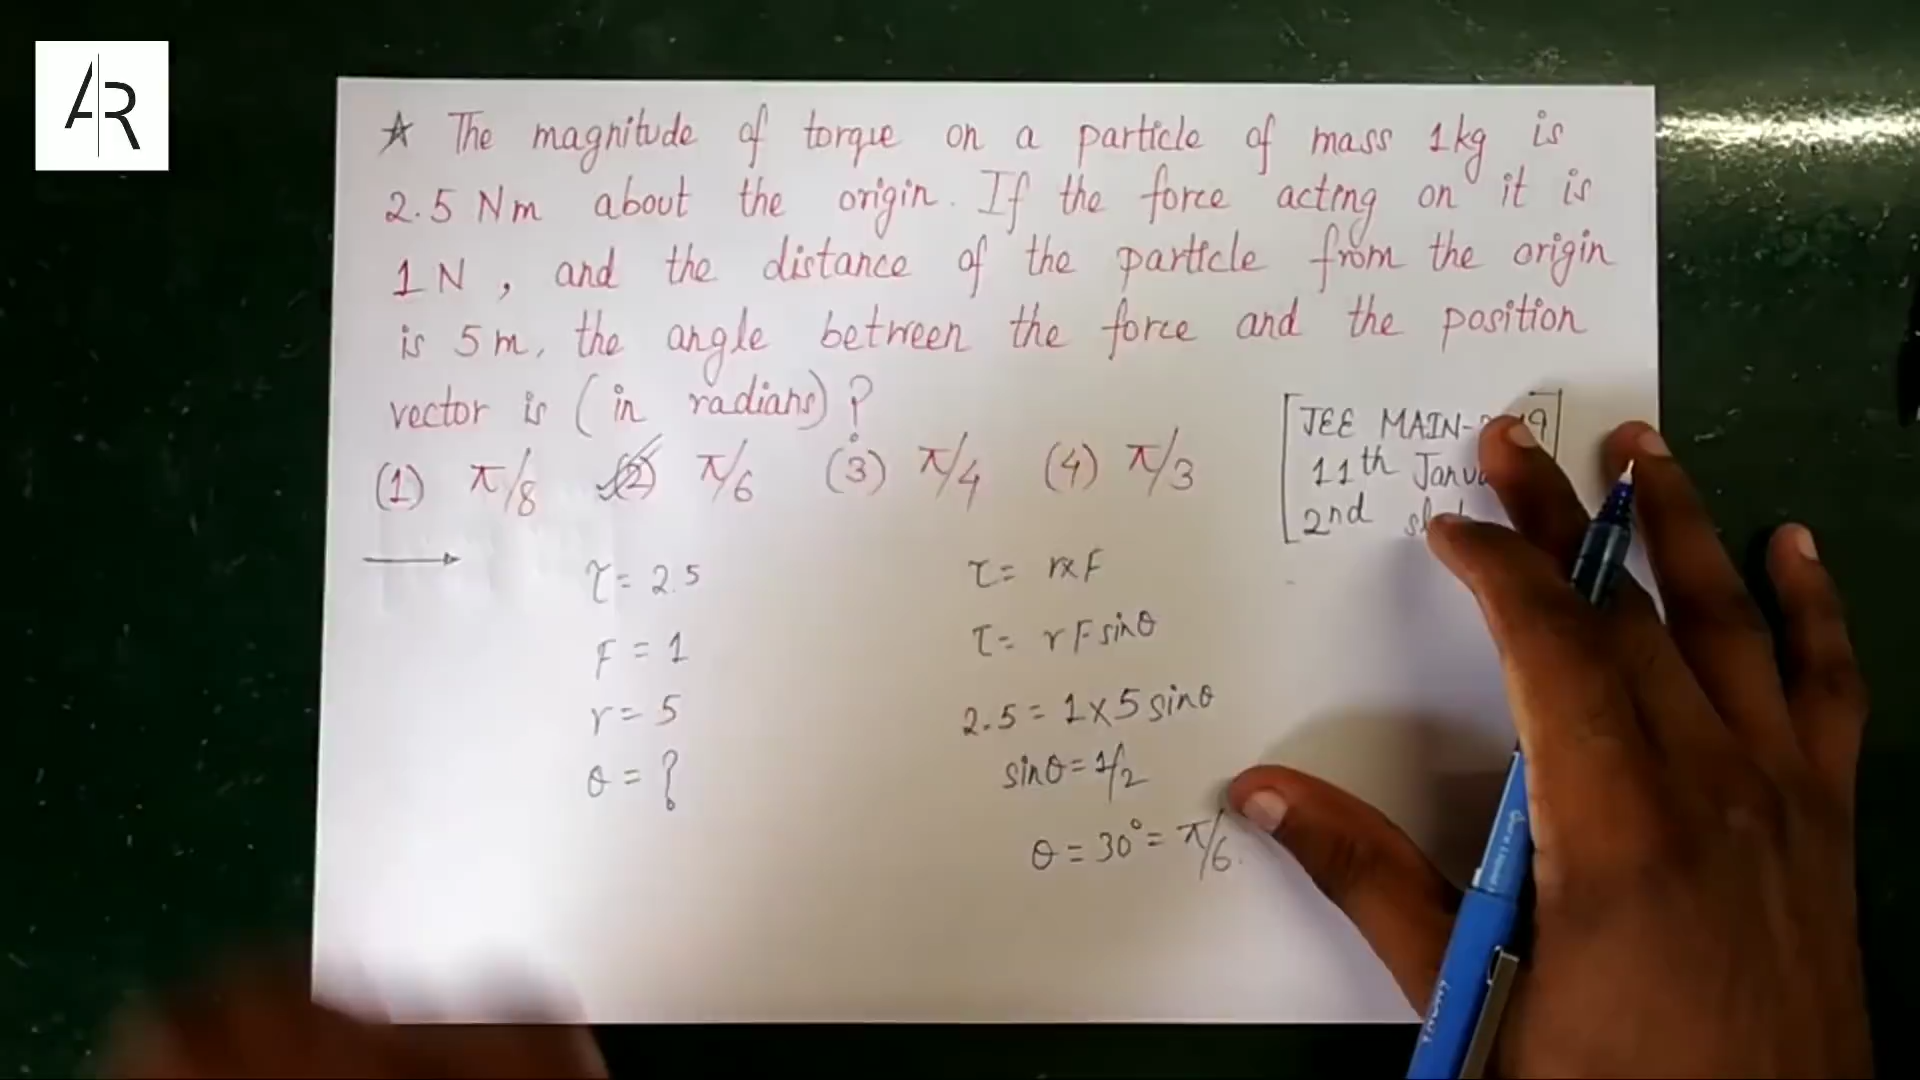 AR
☆ The magnitude of torque on a particle of mass 1kg is
2.5 Nm about the origin. If the force acting on it is
1 N , and the distance of the particle from the origin
is 5 m, the angle between the force and the position
vector is (in radians) ?
(1) π/8 (2) π/6 (3) π/4 (4) π/3
[JEE MAIN-
11th
2nd
τ = 2.5
F = 1
r = 5
θ = ?
τ = r×F
τ = r F sinθ
2.5 = 1×5 sinθ
sinθ = 1/2
θ = 30° = π/6.